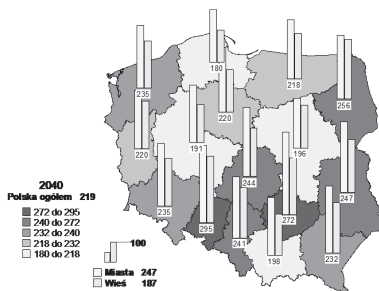 180
218
235
256
220
220
191
196
244
247
235
295
272
241
232
198
2040
Polska ogółem 219
272 do 295
240 do 272
232 do 240
218 do 232
180 do 218
100
Miasta 247
Wieś 187